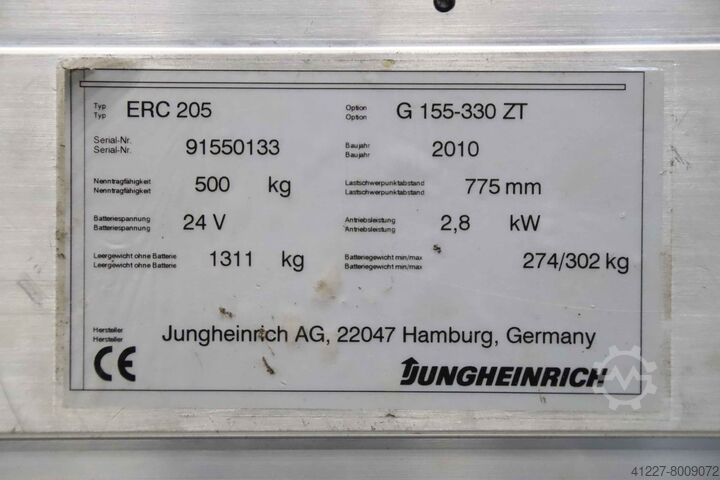 Typ ERC 205 Option G 155-330 ZT
Typ Option
Serial-Nr. 91550133 Baujahr 2010
Serial-Nr. Baujahr
Nenntragfähigkeit 500 kg Lastschwerpunktabstand 775 mm
Nenntragfähigkeit Lastschwerpunktabstand
Batteriespannung 24 V Antriebsleistung 2,8 kW
Batteriespannung Antriebsleistung
Leergewicht ohne Batterie 1311 kg Batteriegewicht min/max 274/302 kg
Leergewicht ohne Batterie Batteriegewicht min/max
Hersteller Jungheinrich AG, 22047 Hamburg, Germany
Hersteller
CE JUNGHEINRICH
41227-8009072